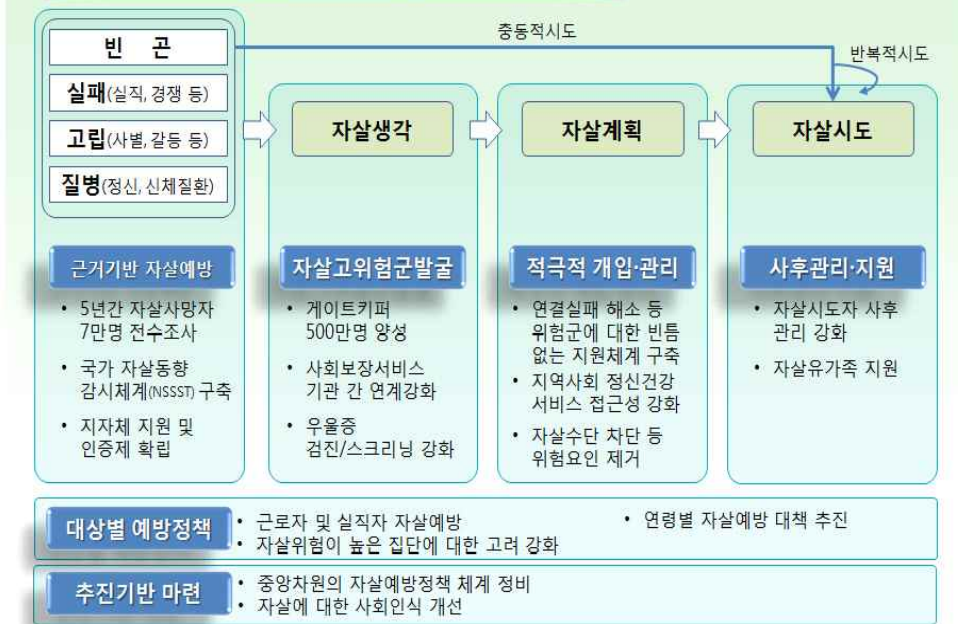 중동적시도
반복적시도
빈 곤
실패(실직, 경쟁 등)
고립(사별, 갈등 등)
질병(정신, 신체질환)
자살생각
자살계획
자살시도
근거기반 자살예방
• 5년간 자살사망자
7만명 전수조사
• 국가 자살동향
감시체계(NSSST) 구축
• 지자체 지원 및
인증제 확립
자살고위험군발굴
• 게이트키퍼
500만명 양성
• 사회보장서비스
기관 간 연계강화
• 우울증
검진/스크리닝 강화
적극적 개입·관리
• 연결실패 해소 등
위험군에 대한 빈틈
없는 지원체계 구축
• 지역사회 정신건강
서비스 접근성 강화
• 자살수단 차단 등
위험요인 제거
사후관리·지원
• 자살시도자 사후
관리 강화
• 자살유가족 지원
대상별 예방정책
• 근로자 및 실직자 자살예방
• 연령별 자살예방 대책 추진
• 자살위험이 높은 집단에 대한 고려 강화
추진기반 마련
• 중앙차원의 자살예방정책 체계 정비
• 자살에 대한 사회인식 개선